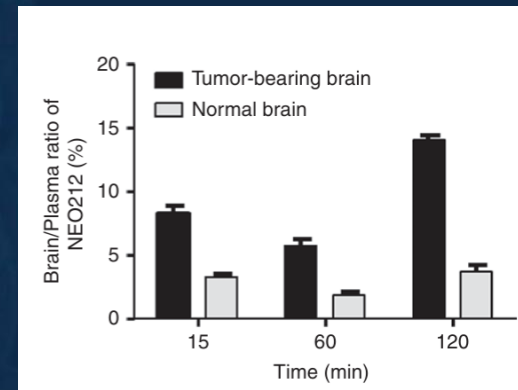 20
15
10
5
0
Brain/Plasma ratio of
NEO212 (%)
Tumor-bearing brain
Normal brain
15 60 120
Time (min)